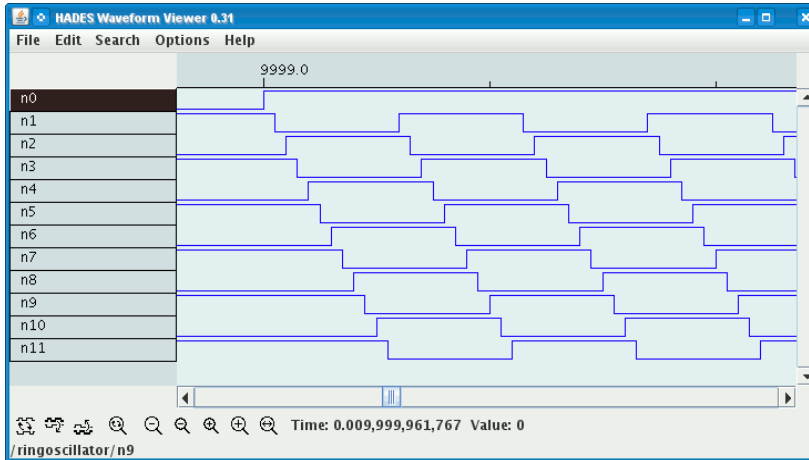 HADES Waveform Viewer 0.31
File Edit Search Options Help
9999.0
n0
n1
n2
n3
n4
n5
n6
n7
n8
n9
n10
n11
Time: 0.009,999,961,767 Value: 0
/ringoscillator/n9